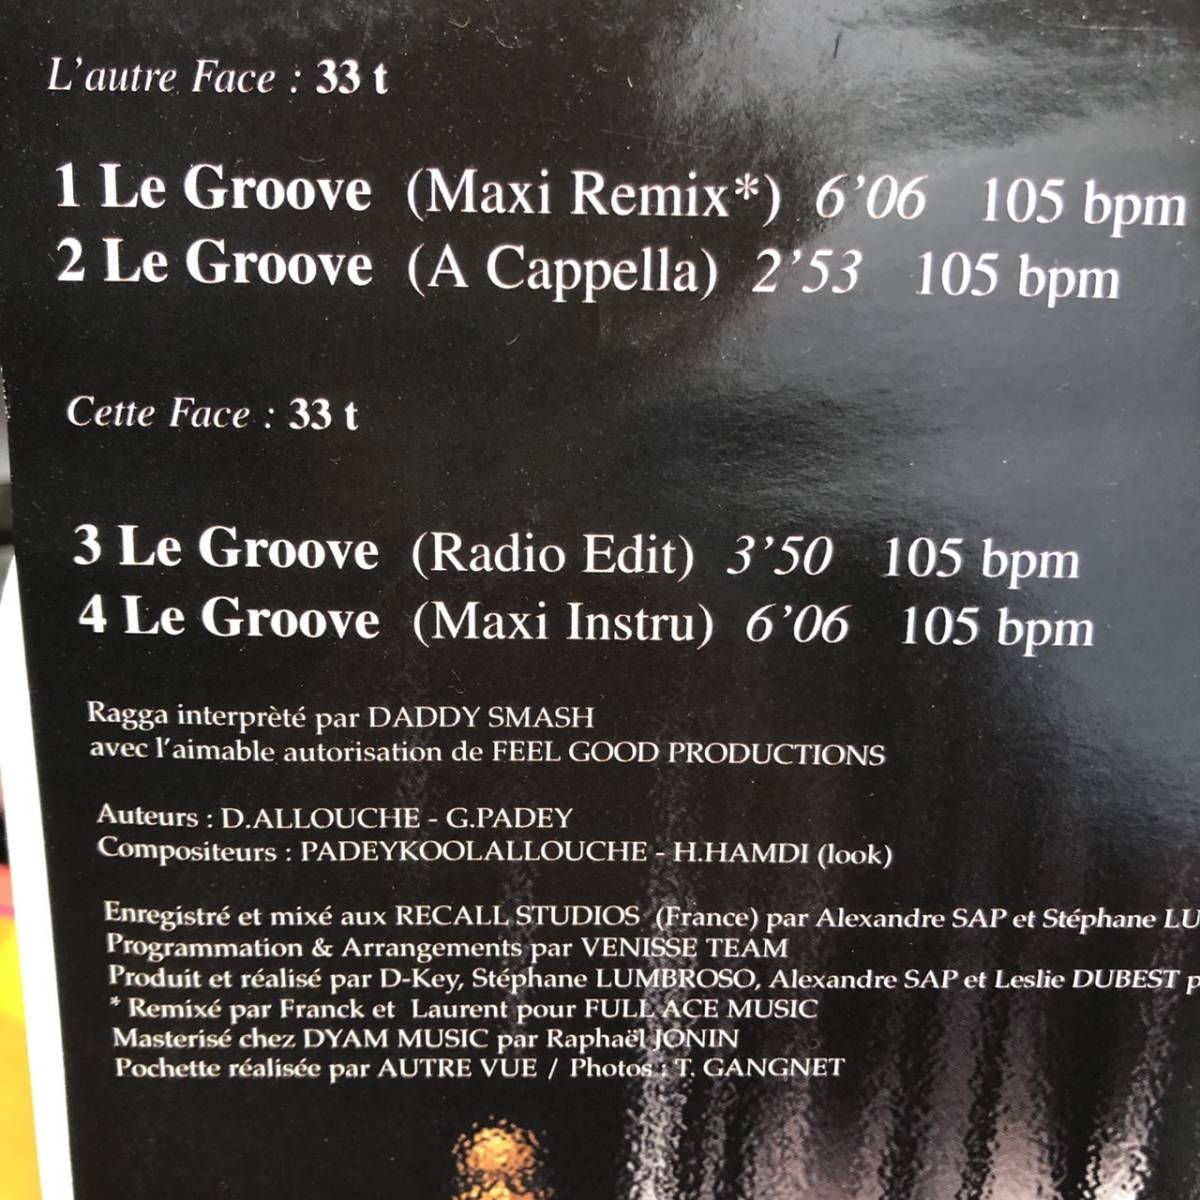 L'autre Face : 33 t
1 Le Groove (Maxi Remix*) 6'06 105 bpm
2 Le Groove (A Cappella) 2'53 105 bpm
Cette Face : 33 t
3 Le Groove (Radio Edit) 3'50 105 bpm
4 Le Groove (Maxi Instru) 6'06 105 bpm
Ragga interprèté par DADDY SMASH
avec l'aimable autorisation de FEEL GOOD PRODUCTIONS
Auteurs : D.ALLOUCHE - G.PADEY
Compositeurs : PADEYKOOLALLOUCHE - H.HAMDI (look)
Enregistré et mixé aux RECALL STUDIOS (France) par Alexandre SAP et Stéphane LU
Programmation & Arrangements par VENISSE TEAM
Produit et réalisé par D-Key, Stéphane LUMBROSO, Alexandre SAP et Leslie DUBEST p
* Remixé par Franck et Laurent pour FULL ACE MUSIC
Masterisé chez DYAM MUSIC par Raphaël JONIN
Pochette réalisée par AUTRE VUE / Photos : T. GANGNET